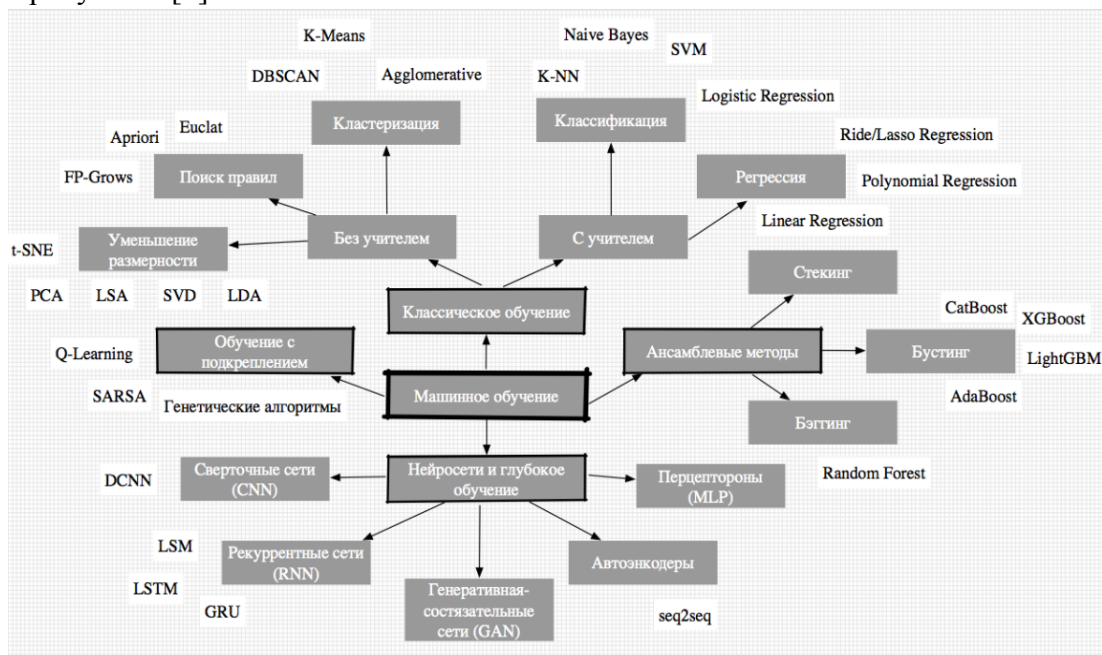 K-Means
Naive Bayes
SVM
DBSCAN
Agglomerative
K-NN
Logistic Regression
Кластеризация
Классификация
Euclat
Apriori
Ride/Lasso Regression
FP-Grows
Поиск правил
Регрессия
Polynomial Regression
Linear Regression
Без учителем
С учителем
t-SNE
Уменьшение
размерности
Стекинг
PCA
LSA
SVD
LDA
Классическое обучение
CatBoost
XGBoost
Q-Learning
Обучение с
подкреплением
Ансамблевые методы
Бустинг
LightGBM
SARSA
Генетические алгоритмы
Машинное обучение
AdaBoost
Бэггинг
DCNN
Сверточные сети
(CNN)
Нейросети и глубокое
обучение
Перцептороны
(MLP)
Random Forest
LSM
Рекуррентные сети
(RNN)
Автоэнкодеры
LSTM
GRU
Генеративная-
состязательные
сети (GAN)
seq2seq